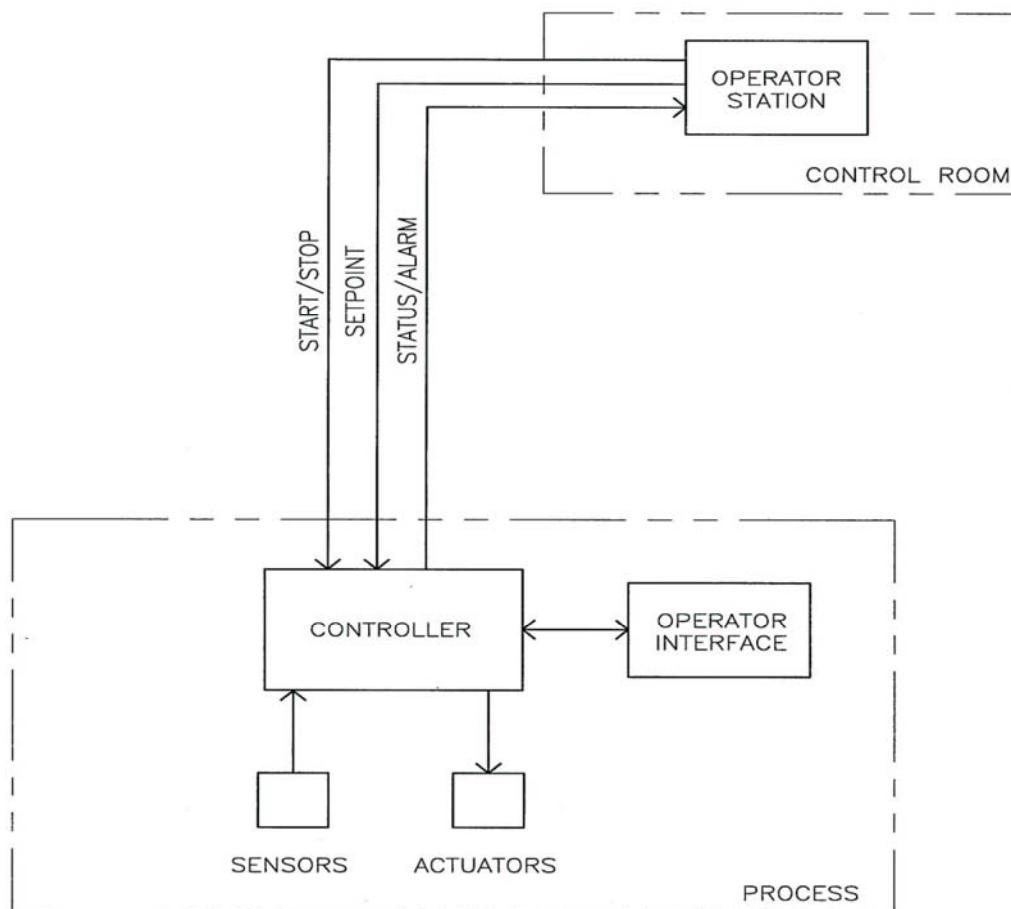 OPERATOR
STATION
CONTROL ROOM
START/STOP
SETPOINT
STATUS/ALARM
CONTROLLER
OPERATOR
INTERFACE
SENSORS
ACTUATORS
PROCESS